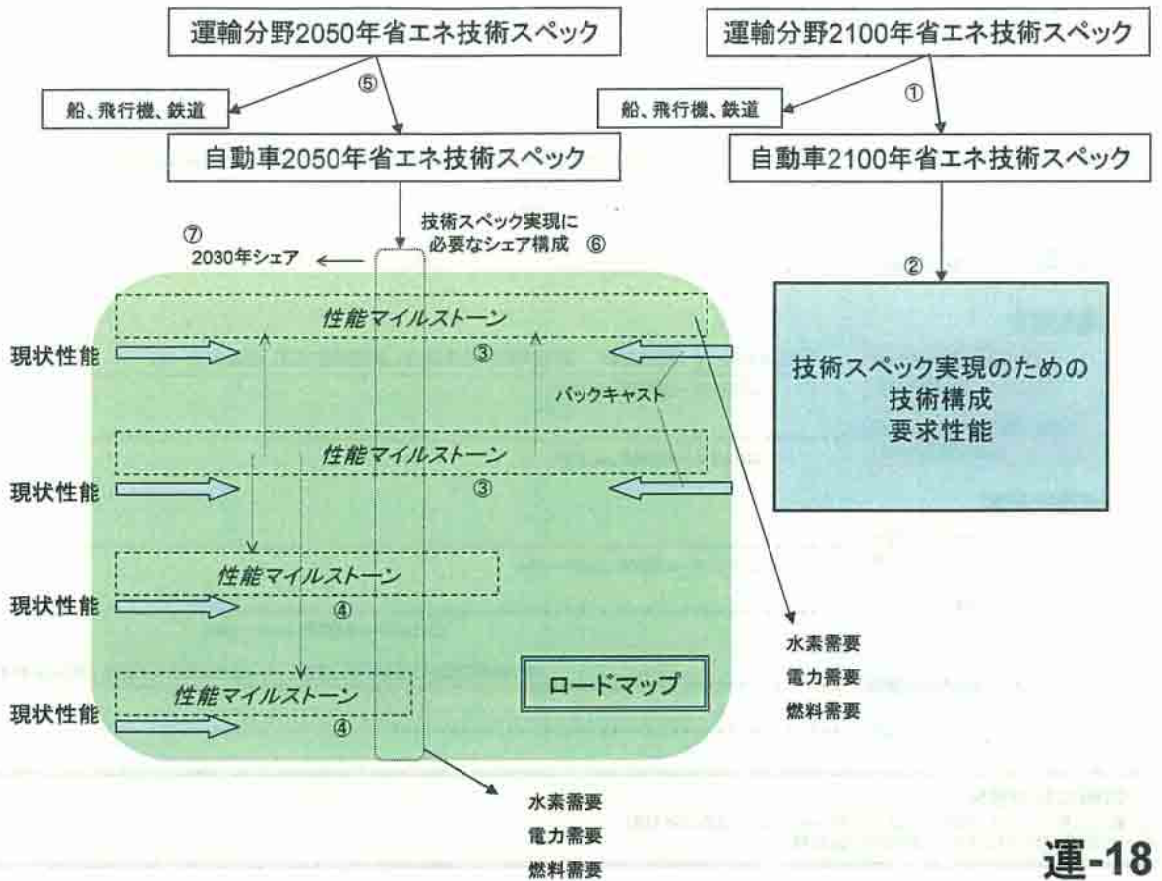 運輸分野2050年省エネ技術スペック
運輸分野2100年省エネ技術スペック
⑤
①
船、飛行機、鉄道
船、飛行機、鉄道
自動車2050年省エネ技術スペック
自動車2100年省エネ技術スペック
技術スペック実現に
必要なシェア構成 ⑥
⑦
2030年シェア
②
性能マイルストーン
現状性能
③
バックキャスト
技術スペック実現のための
技術構成
要求性能
性能マイルストーン
現状性能
③
性能マイルストーン
現状性能
④
性能マイルストーン
現状性能
④
ロードマップ
水素需要
電力需要
燃料需要
水素需要
電力需要
燃料需要
運-18